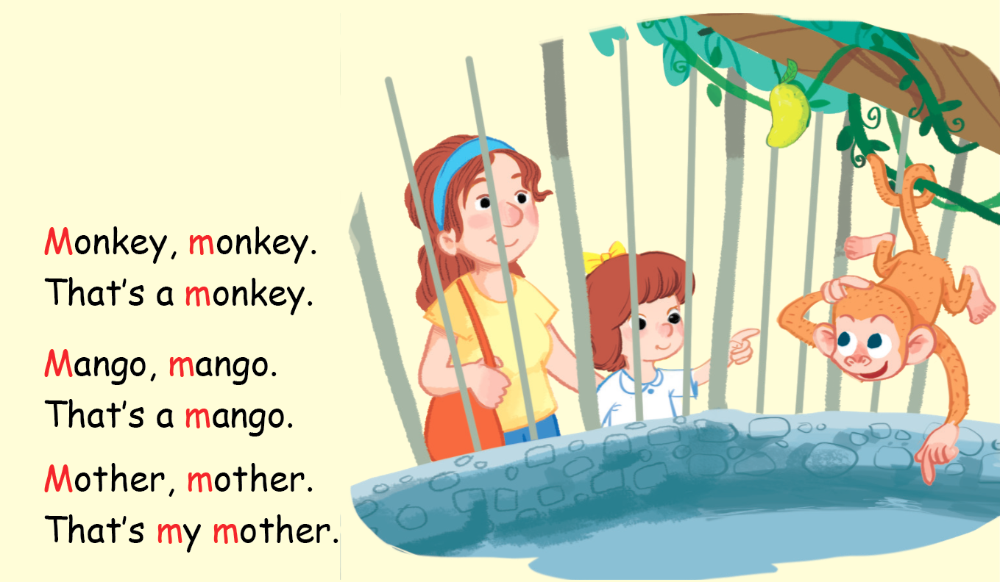 Monkey, monkey.
That's a monkey.
Mango, mango.
That's a mango.
Mother, mother.
That's my mother.